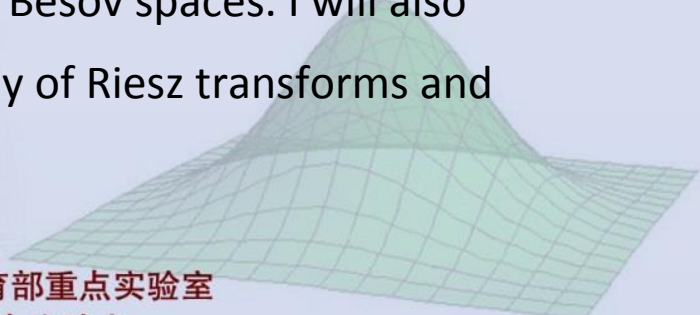 Besov spaces. I will also
y of Riesz transforms and
育部重点实验室